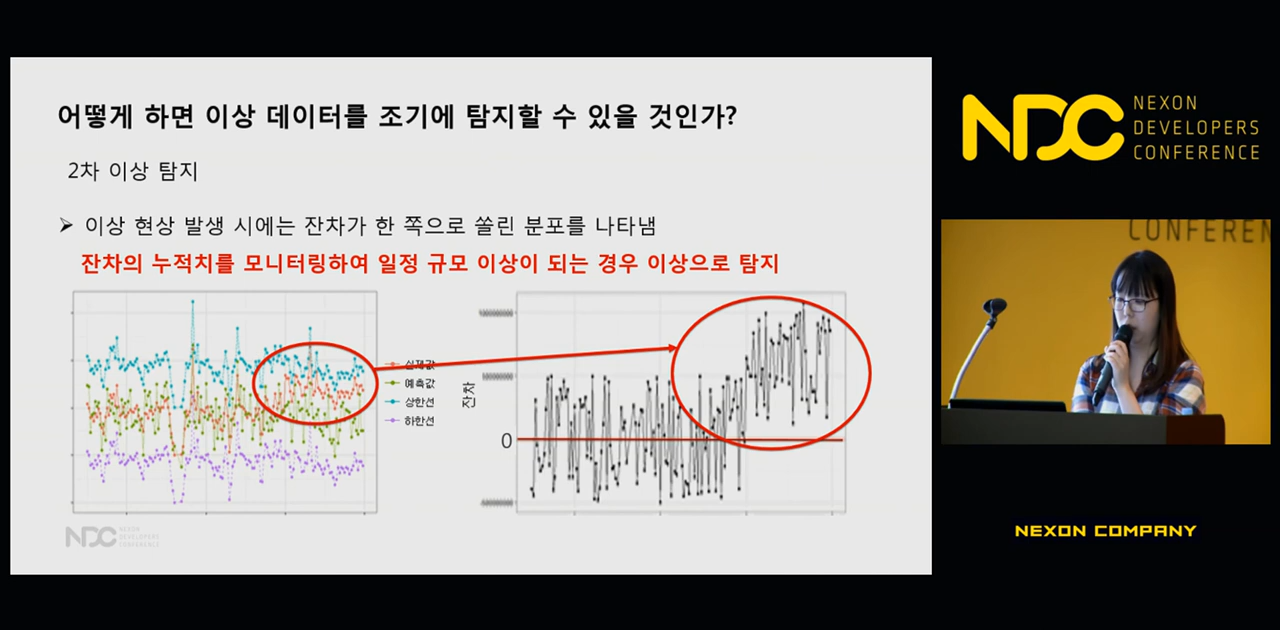 어떻게 하면 이상 데이터를 조기에 탐지할 수 있을 것인가?
2차 이상 탐지
➢ 이상 현상 발생 시에는 잔차가 한 쪽으로 쏠린 분포를 나타냄
잔차의 누적치를 모니터링하여 일정 규모 이상이 되는 경우 이상으로 탐지
실제값
예측값
상한선
하한선
잔차
0
NDC NEXON
DEVELOPERS
CONFERENCE
NDC NEXON
DEVELOPERS
CONFERENCE
CONFEREN
NEXON COMPANY